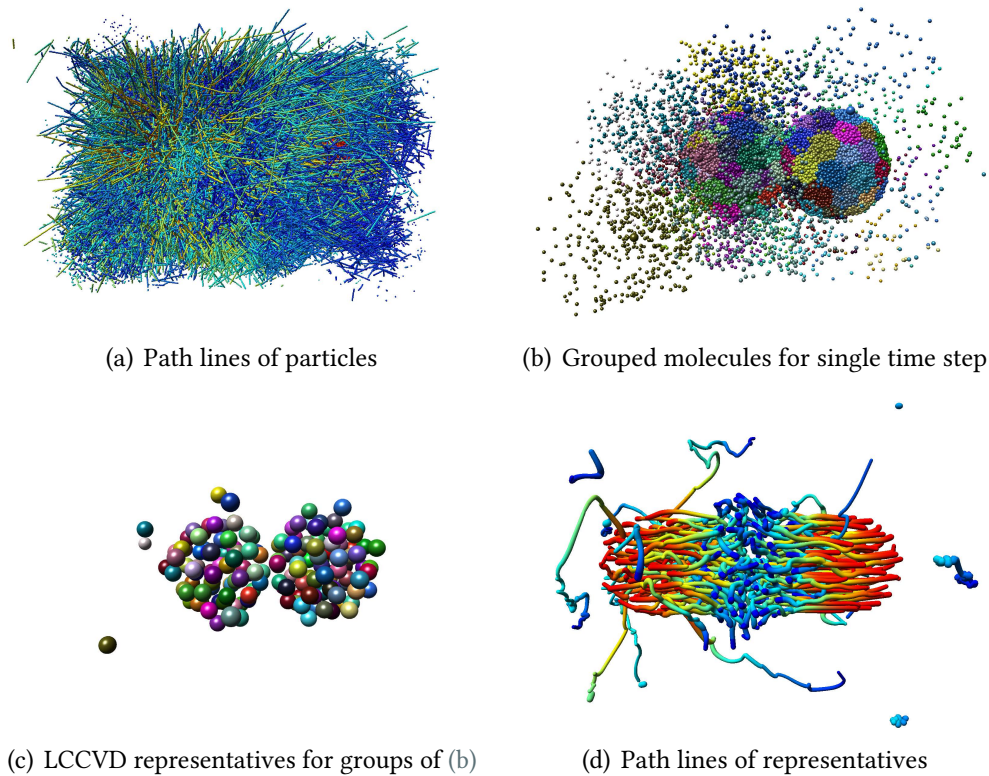 (a) Path lines of particles
(b) Grouped molecules for single time step
(c) LCCVD representatives for groups of (b)
(d) Path lines of representatives